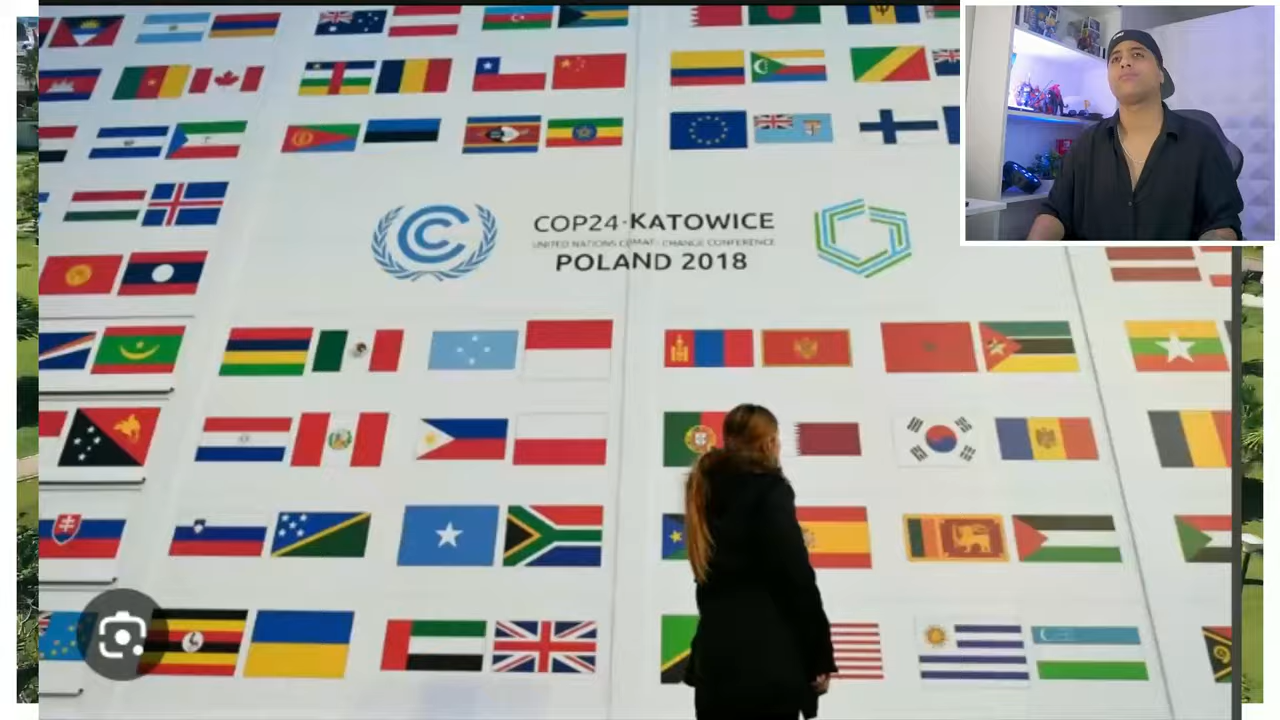 COP24·KATOWICE
UNITED NATIONS CLIMATE CHANGE CONFERENCE
POLAND 2018